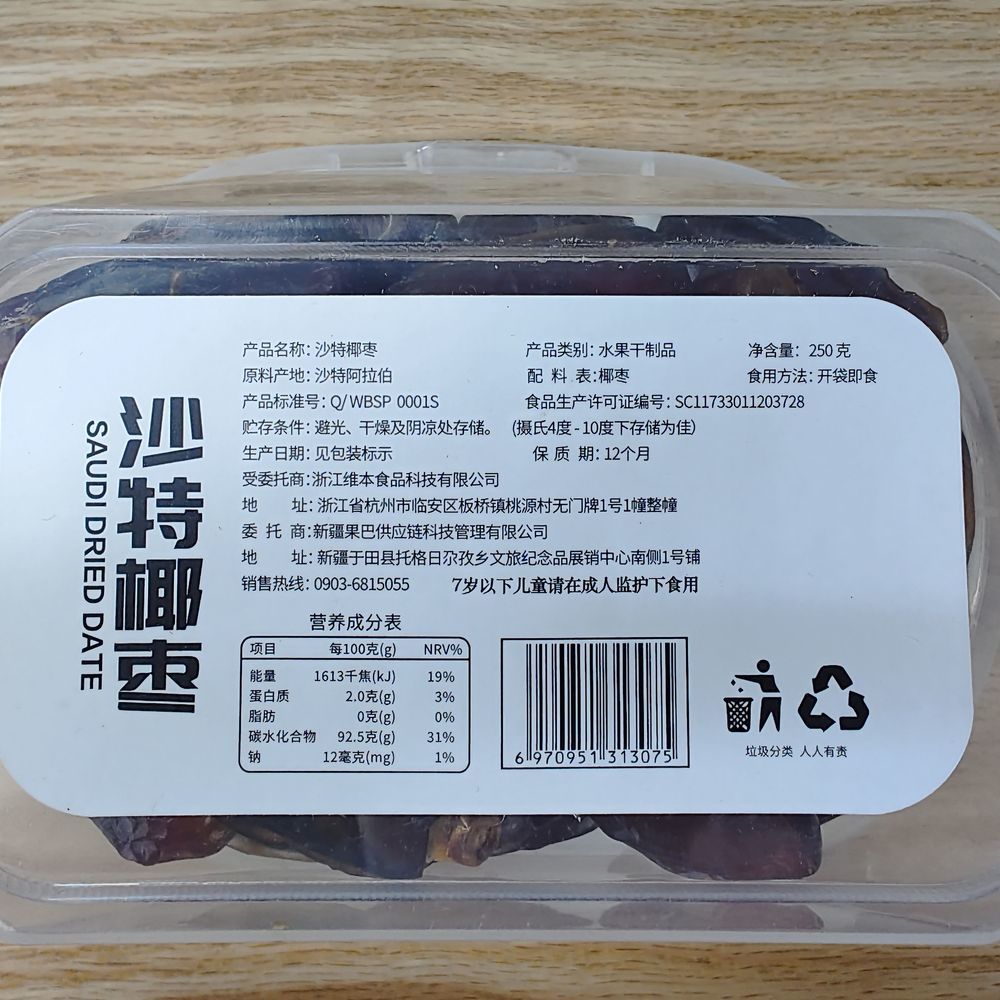 沙特椰枣
SAUDI DRIED DATE
产品名称：沙特椰枣 产品类别：水果干制品 净含量：250克
原料产地：沙特阿拉伯 配 料 表：椰枣 食用方法：开袋即食
产品标准号：Q/WBSP 0001S 食品生产许可证编号：SC11733011203728
贮存条件：避光、干燥及阴凉处存储。（摄氏4度-10度下存储为佳）
生产日期：见包装标示 保 质 期：12个月
受委托商：浙江维本食品科技有限公司
地 址：浙江省杭州市临安区板桥镇桃源村无门牌1号1幢整幢
委 托 商：新疆果巴供应链科技管理有限公司
地 址：新疆于田县托格日尕孜乡文旅纪念品展销中心南侧1号铺
销售热线：0903-6815055 7岁以下儿童请在成人监护下食用
营养成分表
项目 每100克(g) NRV%
能量 1613千焦(kJ) 19%
蛋白质 2.0克(g) 3%
脂肪 0克(g) 0%
碳水化合物 92.5克(g) 31%
钠 12毫克(mg) 1%
6 970951 313075
垃圾分类 人人有责